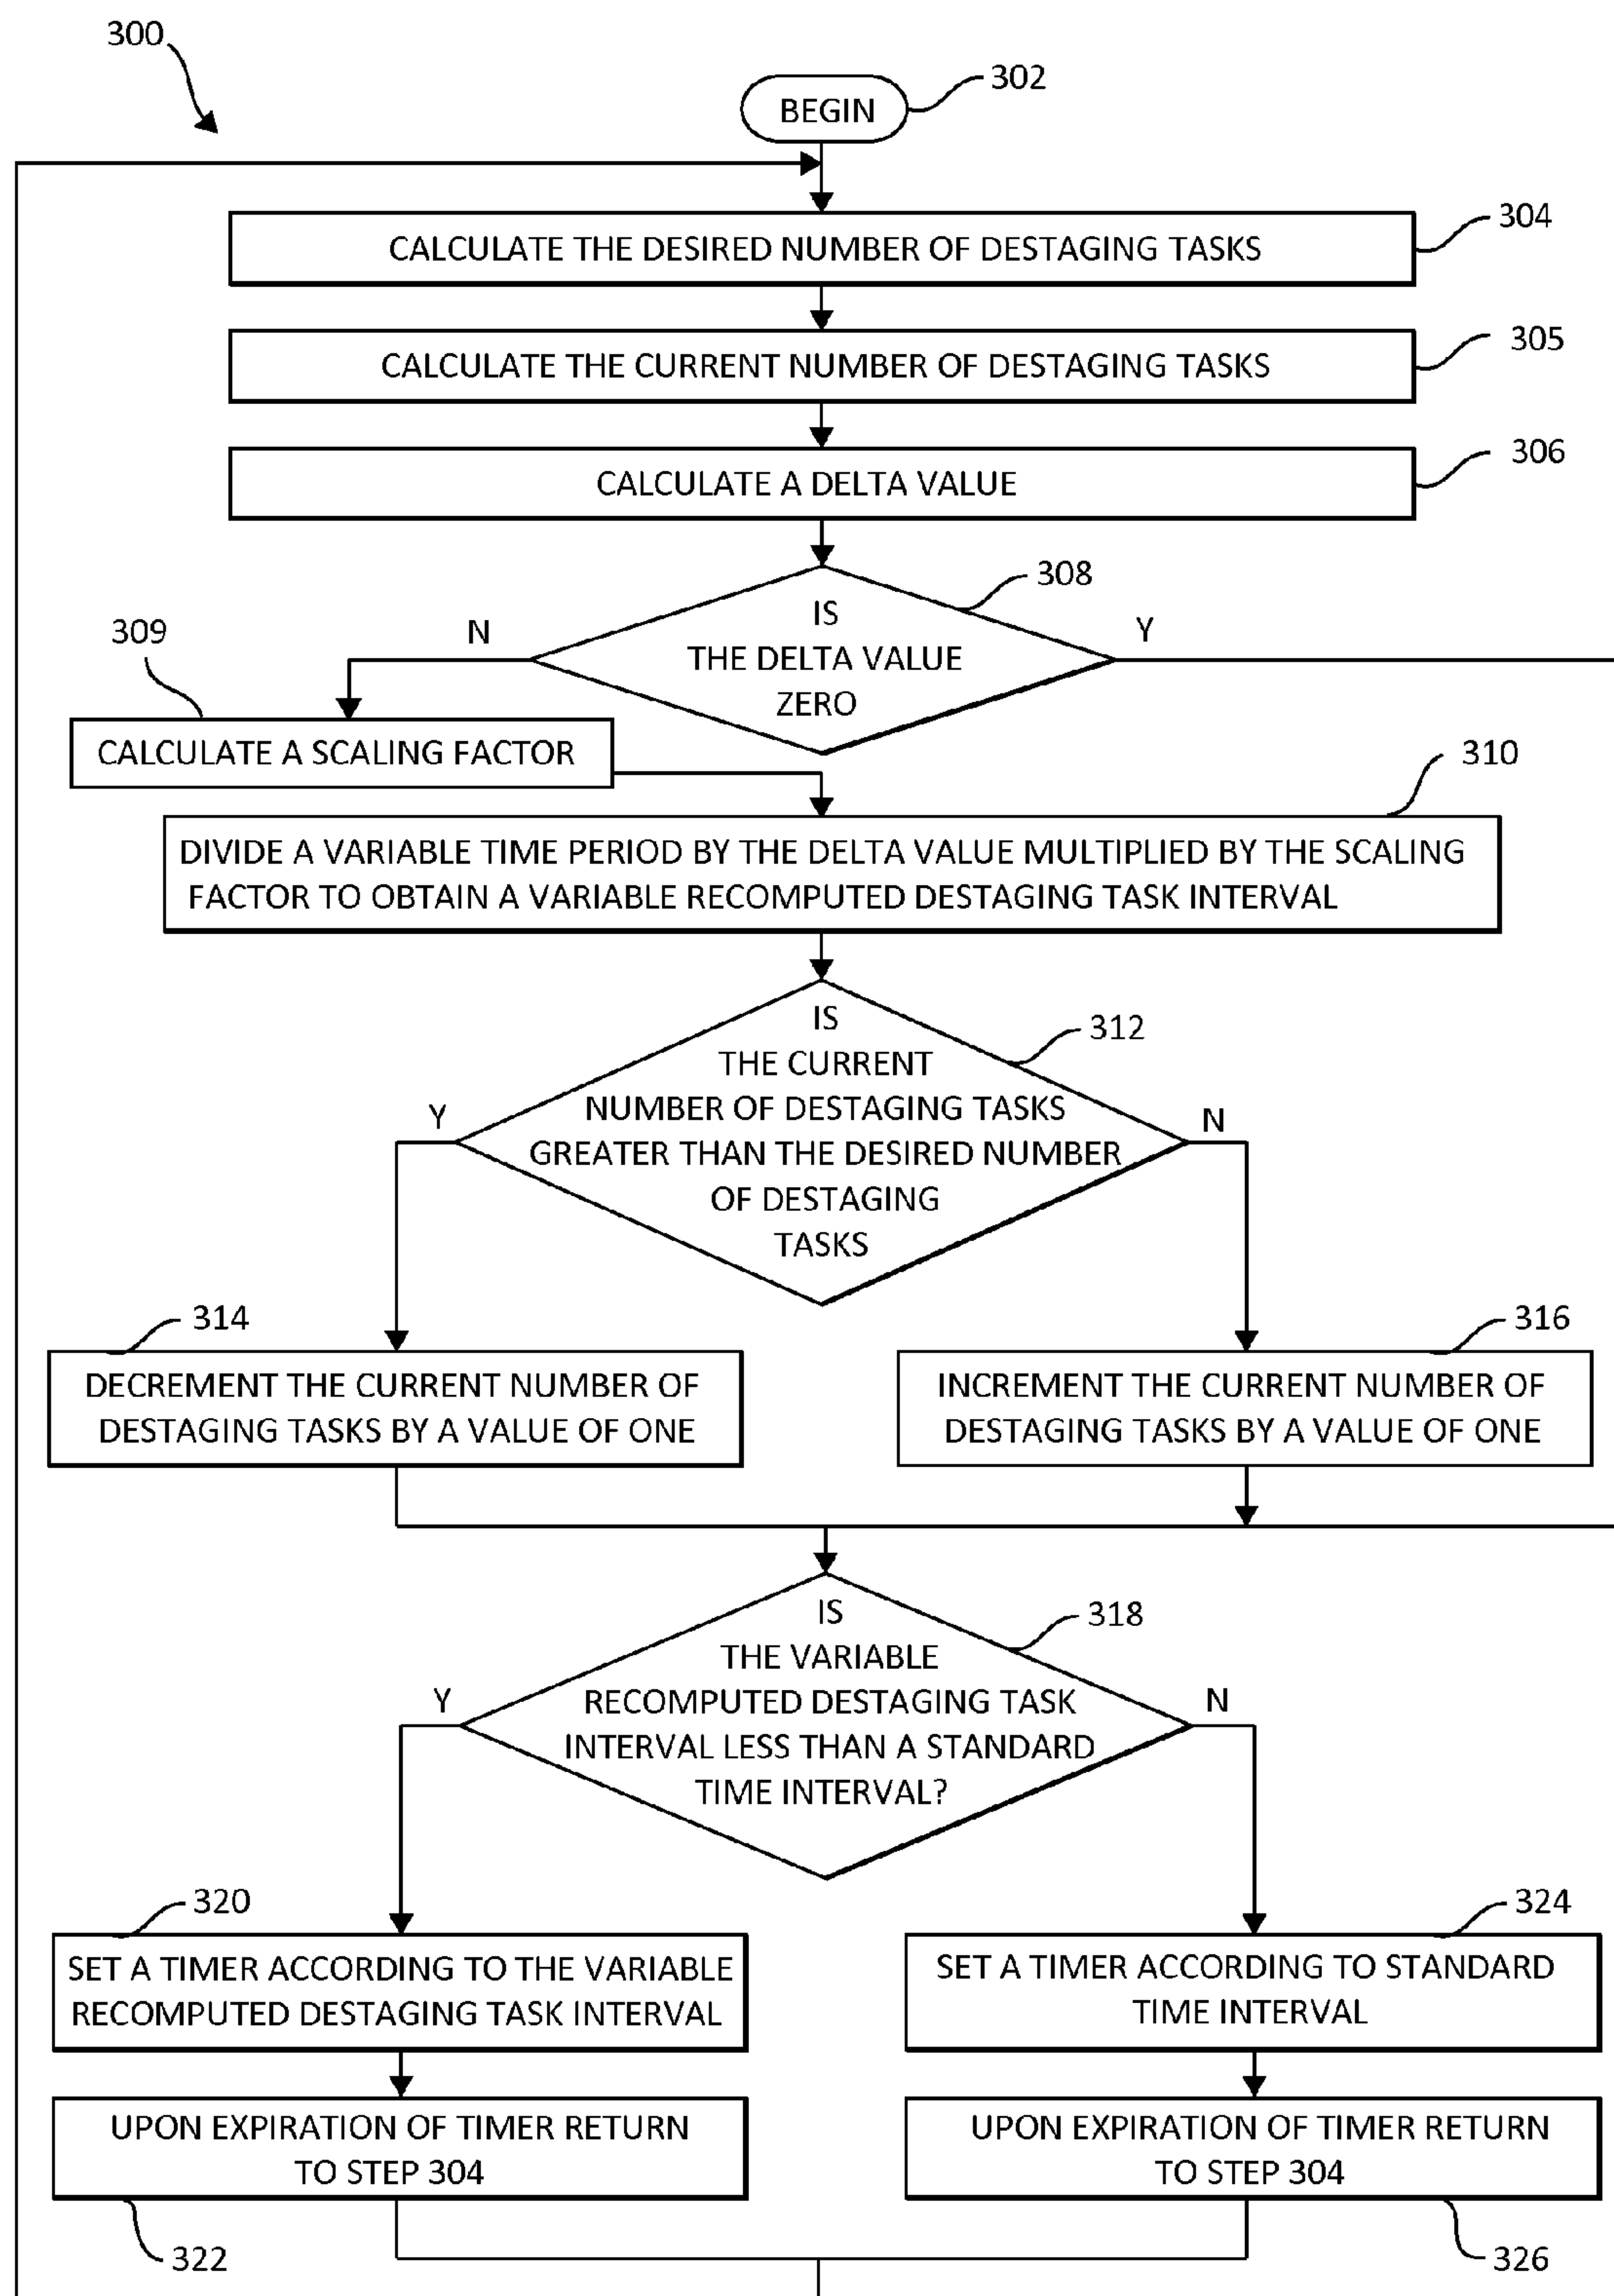 300
BEGIN
302
CALCULATE THE DESIRED NUMBER OF DESTAGING TASKS
304
CALCULATE THE CURRENT NUMBER OF DESTAGING TASKS
305
CALCULATE A DELTA VALUE
306
308
IS
THE DELTA VALUE
ZERO
N
Y
309
CALCULATE A SCALING FACTOR
310
DIVIDE A VARIABLE TIME PERIOD BY THE DELTA VALUE MULTIPLIED BY THE SCALING
FACTOR TO OBTAIN A VARIABLE RECOMPUTED DESTAGING TASK INTERVAL
312
IS
THE CURRENT
NUMBER OF DESTAGING TASKS
GREATER THAN THE DESIRED NUMBER
OF DESTAGING
TASKS
Y
N
314
DECREMENT THE CURRENT NUMBER OF
DESTAGING TASKS BY A VALUE OF ONE
316
INCREMENT THE CURRENT NUMBER OF
DESTAGING TASKS BY A VALUE OF ONE
318
IS
THE VARIABLE
RECOMPUTED DESTAGING TASK
INTERVAL LESS THAN A STANDARD
TIME INTERVAL?
Y
N
320
SET A TIMER ACCORDING TO THE VARIABLE
RECOMPUTED DESTAGING TASK INTERVAL
324
SET A TIMER ACCORDING TO STANDARD
TIME INTERVAL
UPON EXPIRATION OF TIMER RETURN
TO STEP 304
322
UPON EXPIRATION OF TIMER RETURN
TO STEP 304
326